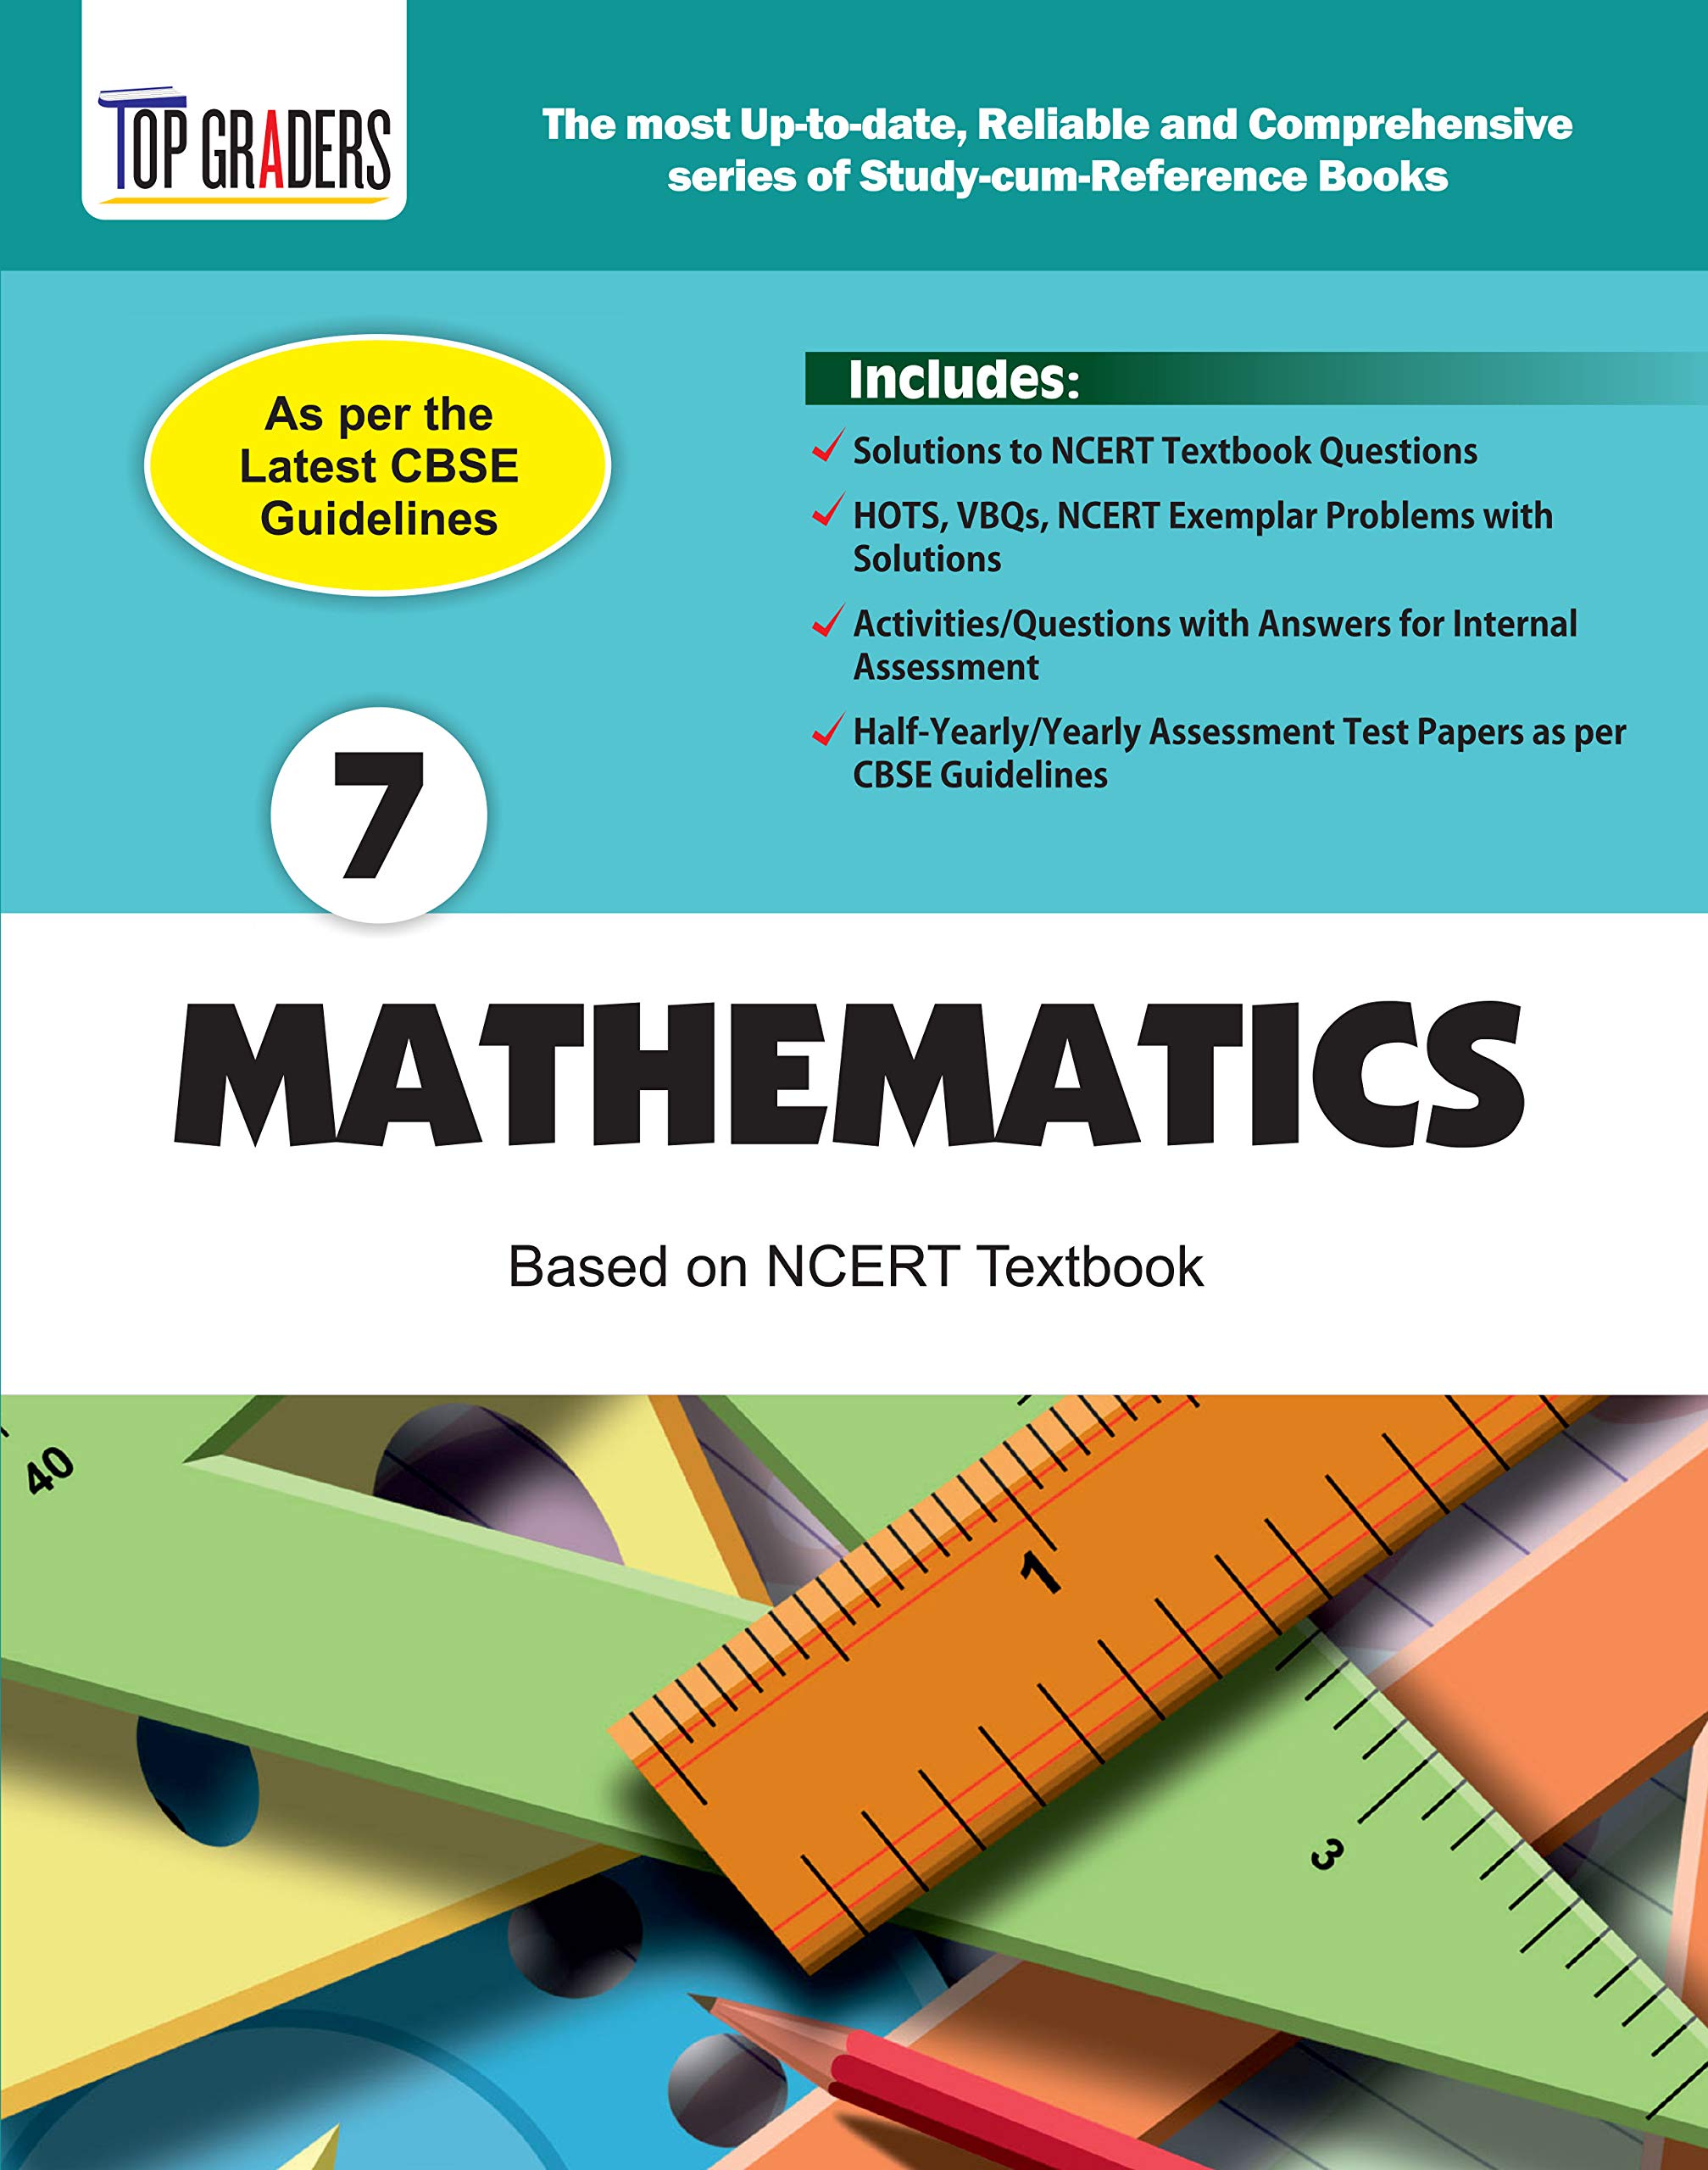 TOP GRADERS
The most Up-to-date, Reliable and Comprehensive
series of Study-cum-Reference Books
As per the
Latest CBSE
Guidelines
Includes:
Solutions to NCERT Textbook Questions
HOTS, VBQs, NCERT Exemplar Problems with
Solutions
Activities/Questions with Answers for Internal
Assessment
Half-Yearly/Yearly Assessment Test Papers as per
CBSE Guidelines
7
MATHEMATICS
Based on NCERT Textbook
40
1
3